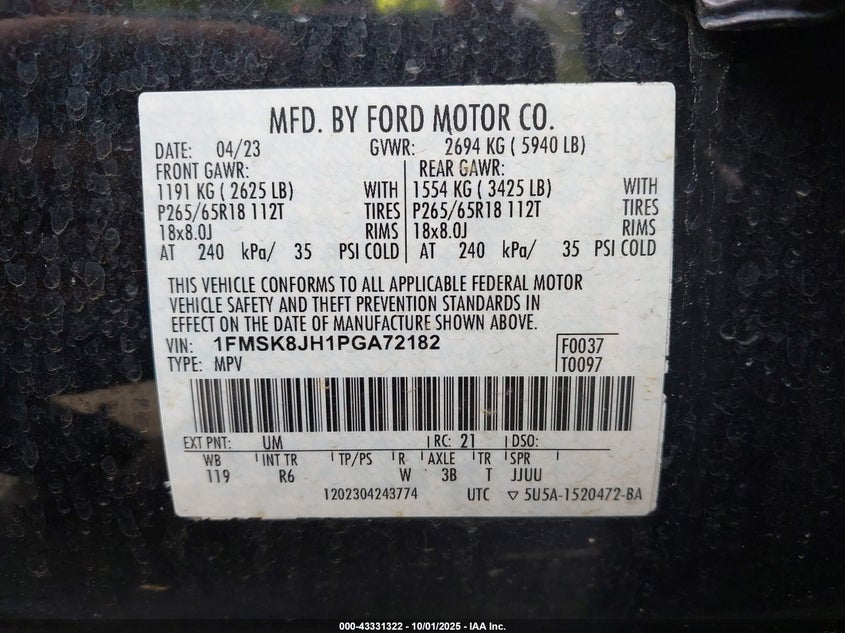 MFD. BY FORD MOTOR CO.
DATE: 04/23 GVWR: 2694 KG ( 5940 LB)
FRONT GAWR: REAR GAWR:
1191 KG ( 2625 LB) WITH 1554 KG ( 3425 LB) WITH
P265/65R18 112T TIRES P265/65R18 112T TIRES
18x8.0J RIMS 18x8.0J RIMS
AT 240 kPa/ 35 PSI COLD AT 240 kPa/ 35 PSI COLD
THIS VEHICLE CONFORMS TO ALL APPLICABLE FEDERAL MOTOR
VEHICLE SAFETY AND THEFT PREVENTION STANDARDS IN
EFFECT ON THE DATE OF MANUFACTURE SHOWN ABOVE.
VIN: 1FMSK8JH1PGA72182 F0037
TYPE: MPV T0097
EXT PNT: UM RC: 21 DSO:
WB INT TR TP/PS R AXLE TR SPR
119 R6 W 3B T JJUU
1202304243774 UTC ▽ 5U5A-1520472-BA
000-43331322 - 10/01/2025 - IAA Inc.